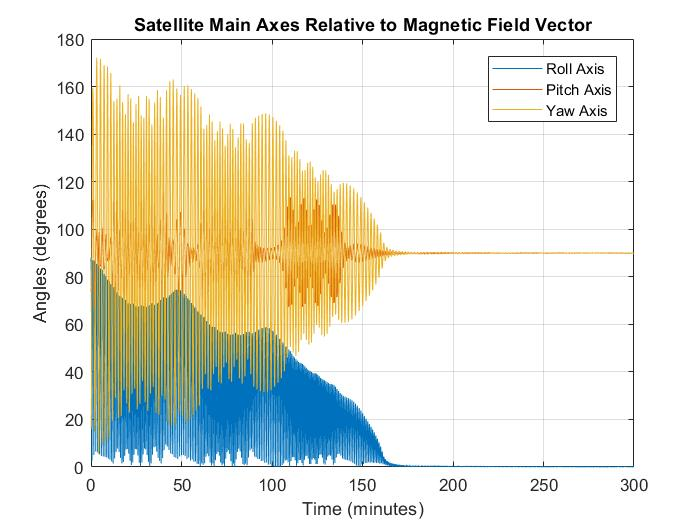 Satellite Main Axes Relative to Magnetic Field Vector
180
160
140
120
100
80
60
40
20
0
Angles (degrees)
Roll Axis
Pitch Axis
Yaw Axis
0 50 100 150 200 250 300
Time (minutes)